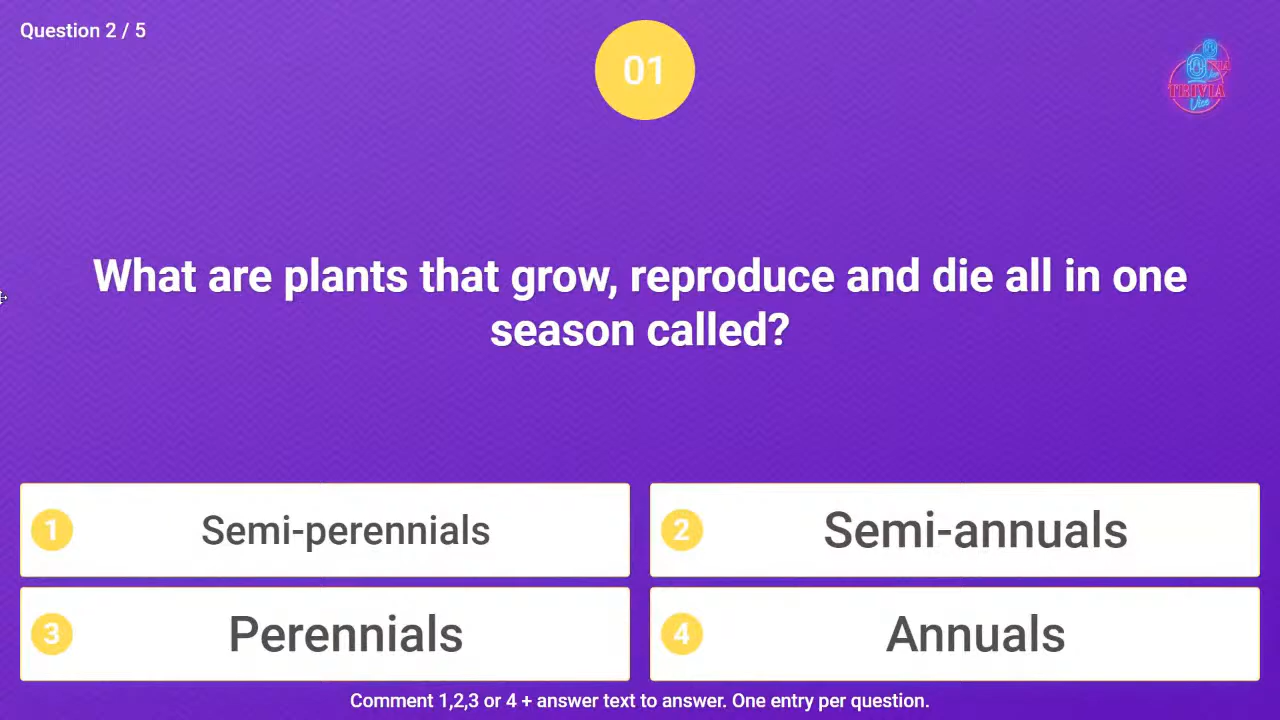 Question 2 / 5
01
TRIVIA
Vize
What are plants that grow, reproduce and die all in one
season called?
1 Semi-perennials
2 Semi-annuals
3 Perennials
4 Annuals
Comment 1,2,3 or 4 + answer text to answer. One entry per question.